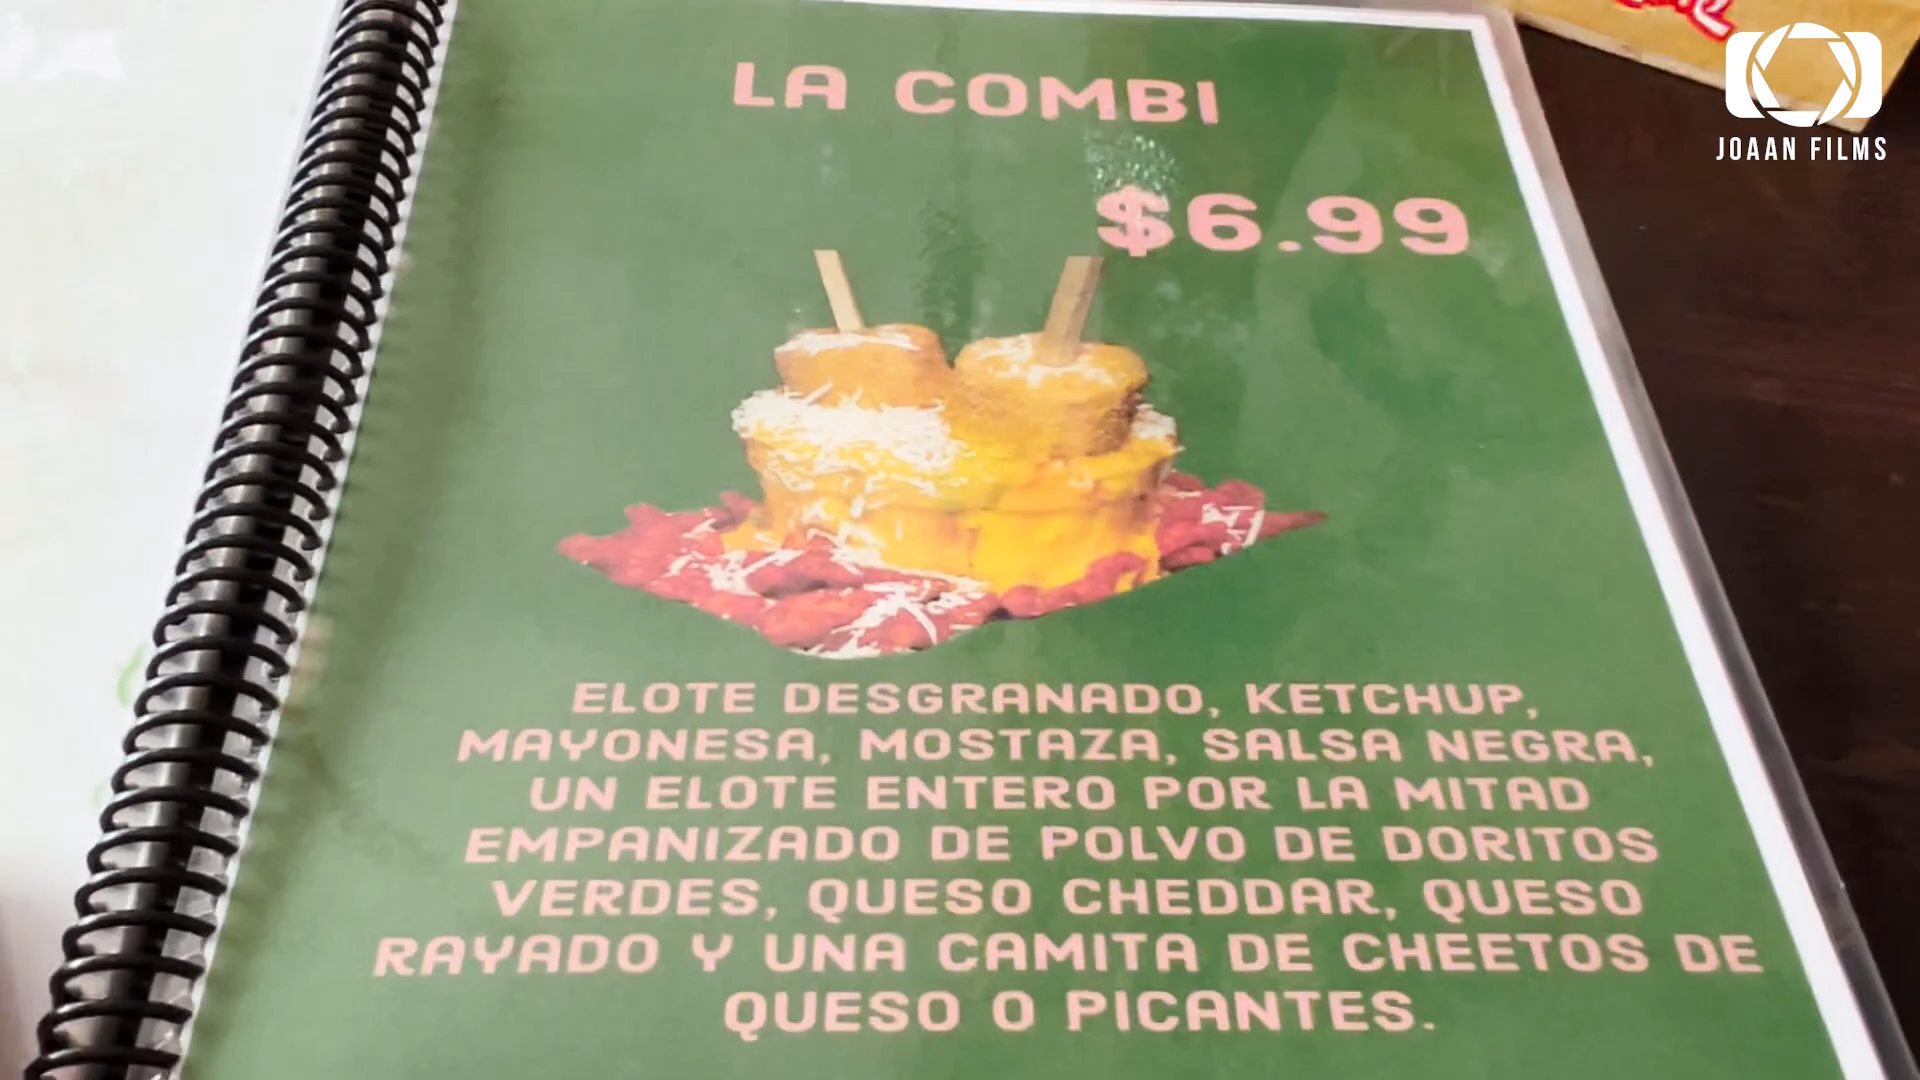 LA COMBI
$6.99
ELOTE DESGRANADO, KETCHUP,
MAYONESA, MOSTAZA, SALSA NEGRA,
UN ELOTE ENTERO POR LA MITAD
EMPANIZADO DE POLVO DE DORITOS
VERDES, QUESO CHEDDAR, QUESO
RAYADO Y UNA CAMITA DE CHEETOS DE
QUESO O PICANTES.
JOAAN FILMS